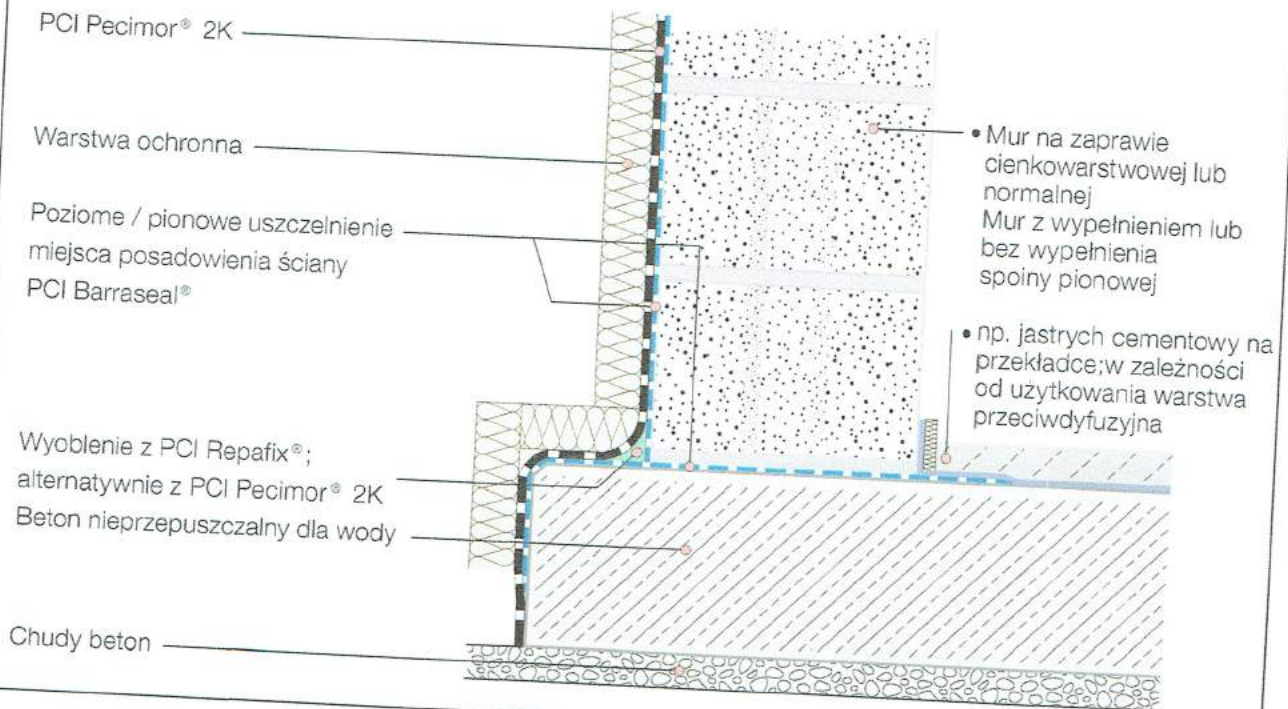 PCI Pecimor® 2K
Warstwa ochronna
Poziome / pionowe uszczelnienie
miejsca posadowienia ściany
PCI Barraseal®
Wyoblenie z PCI Repafix®;
alternatywnie z PCI Pecimor® 2K
Beton nieprzepuszczalny dla wody
Chudy beton
• Mur na zaprawie
cienkowarstwowej lub
normalnej
Mur z wypełnieniem lub
bez wypełnienia
spoiny pionowej
• np. jastrych cementowy na
przekładce;w zależności
od użytkowania warstwa
przeciwdyfuzyjna